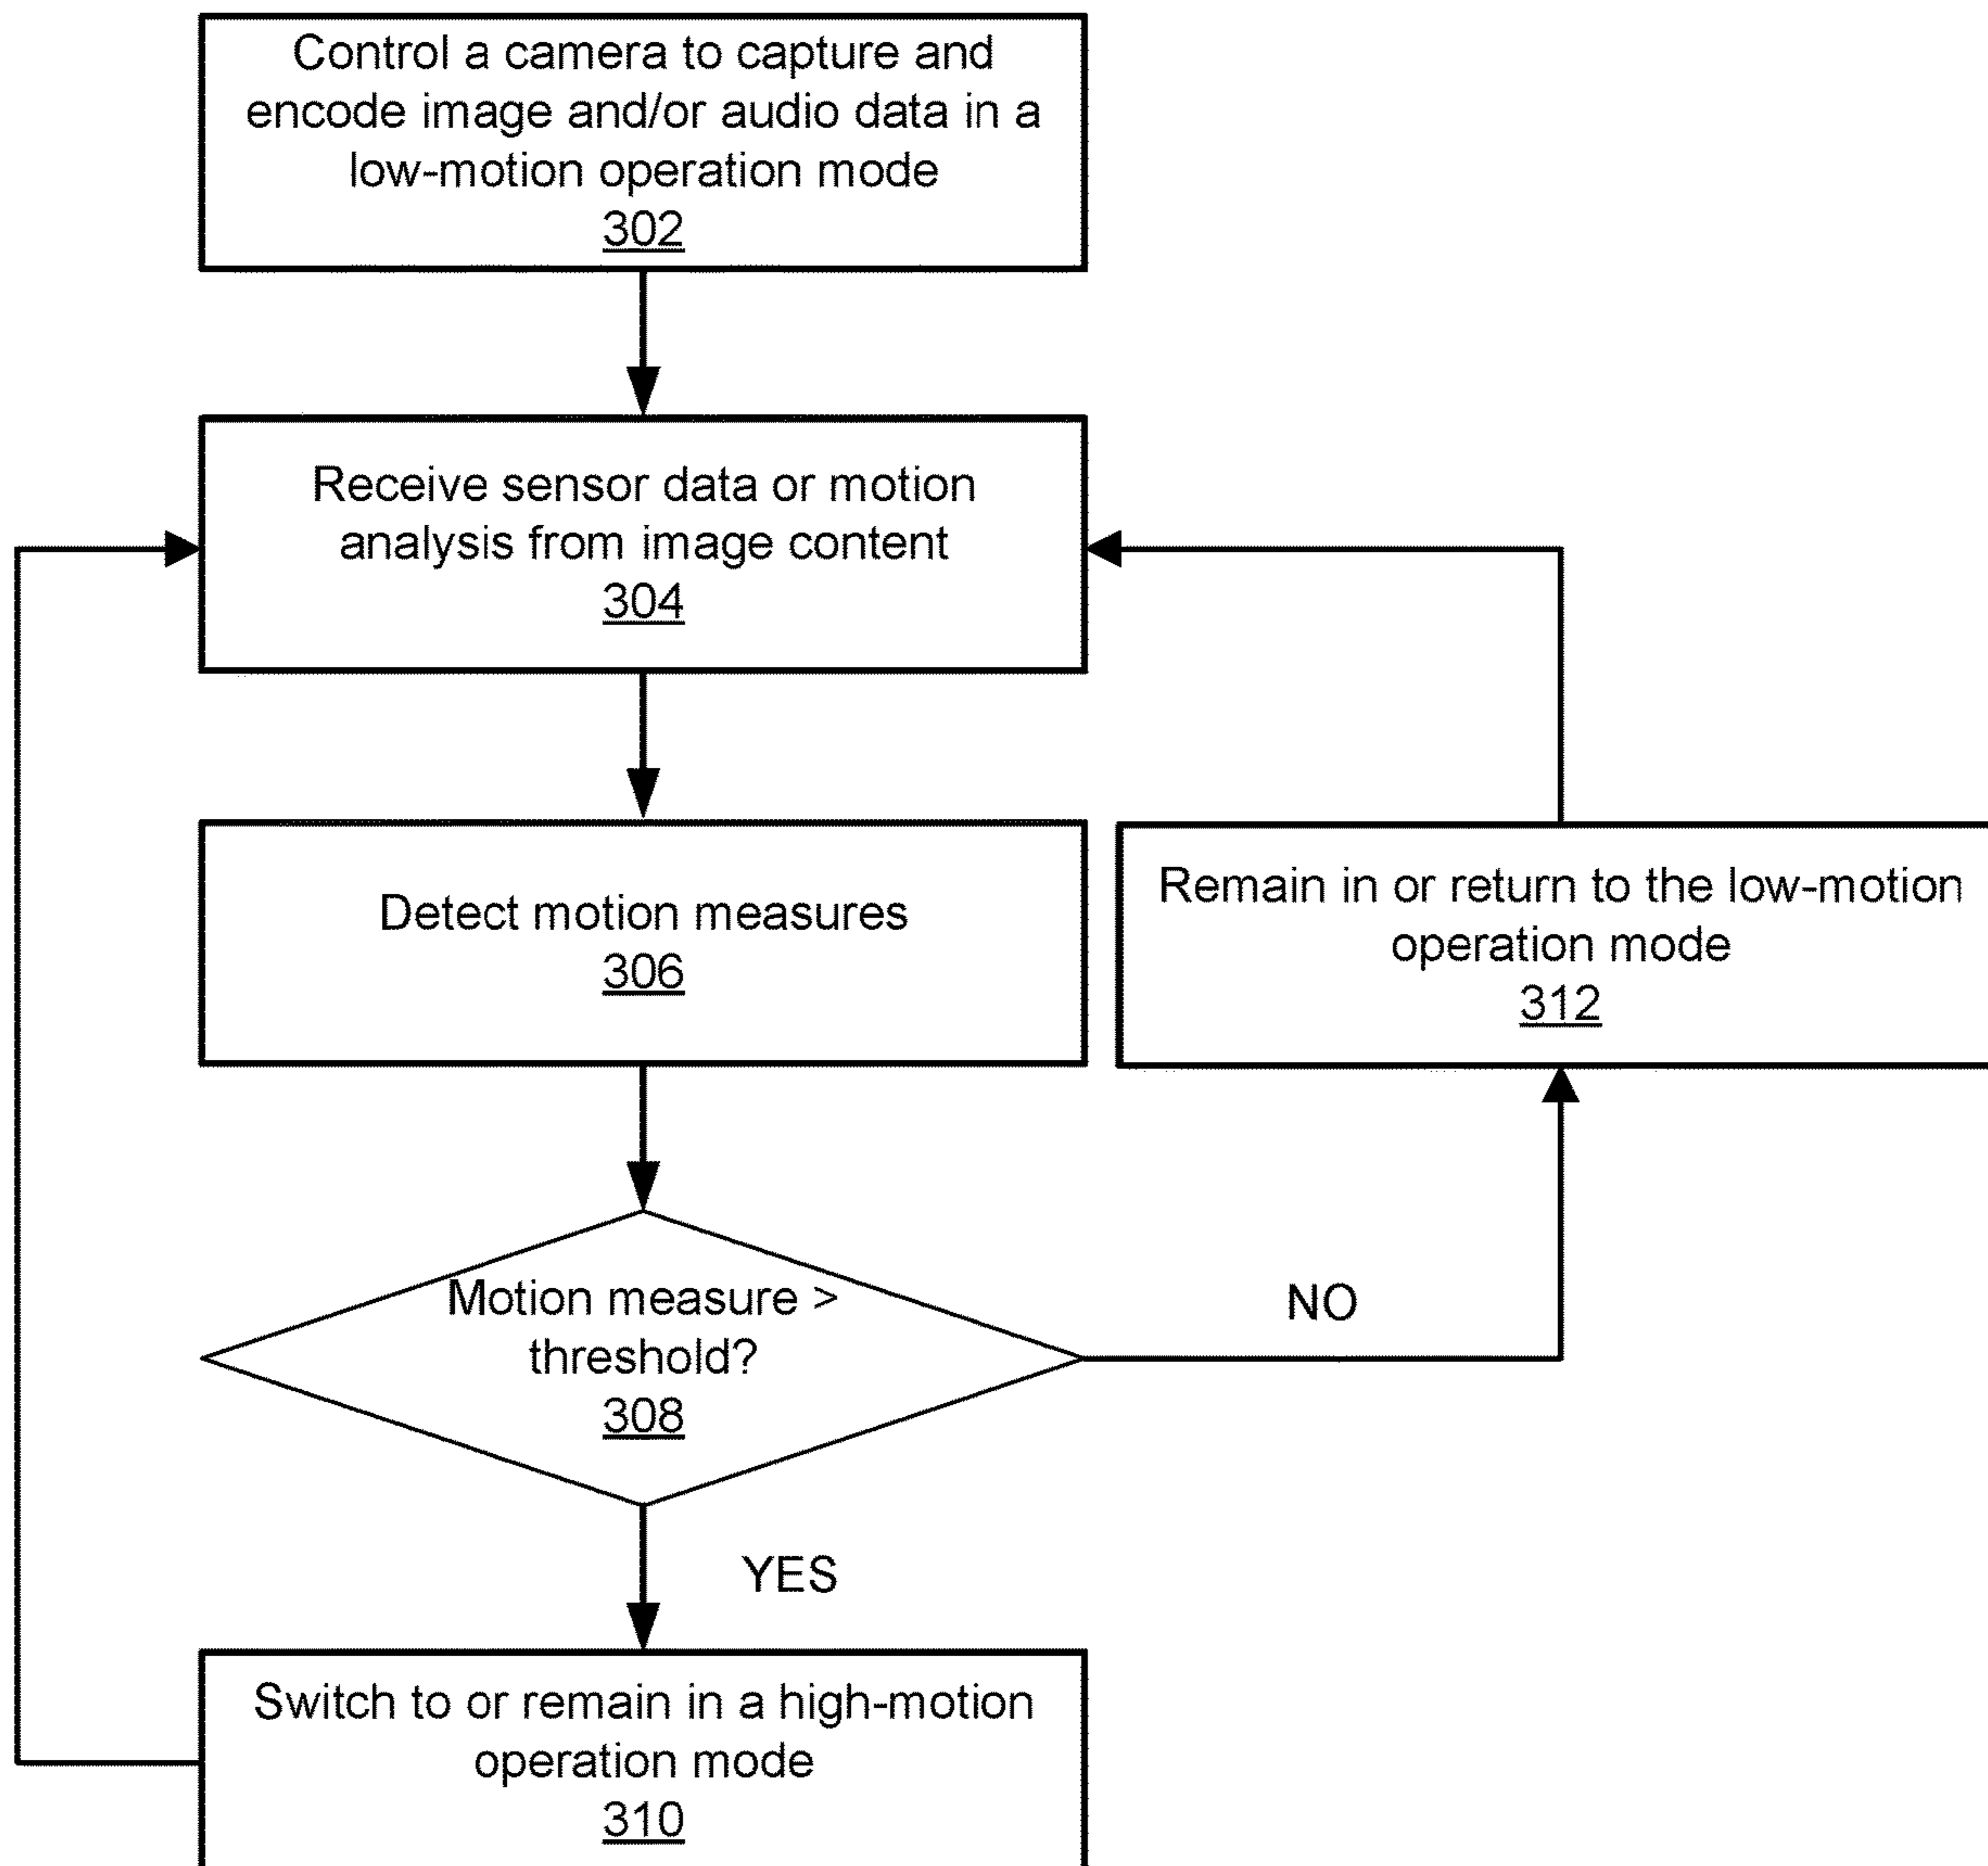 Control a camera to capture and
encode image and/or audio data in a
low-motion operation mode
302
Receive sensor data or motion
analysis from image content
304
Detect motion measures
306
Remain in or return to the low-motion
operation mode
312
Motion measure >
threshold?
308
NO
YES
Switch to or remain in a high-motion
operation mode
310